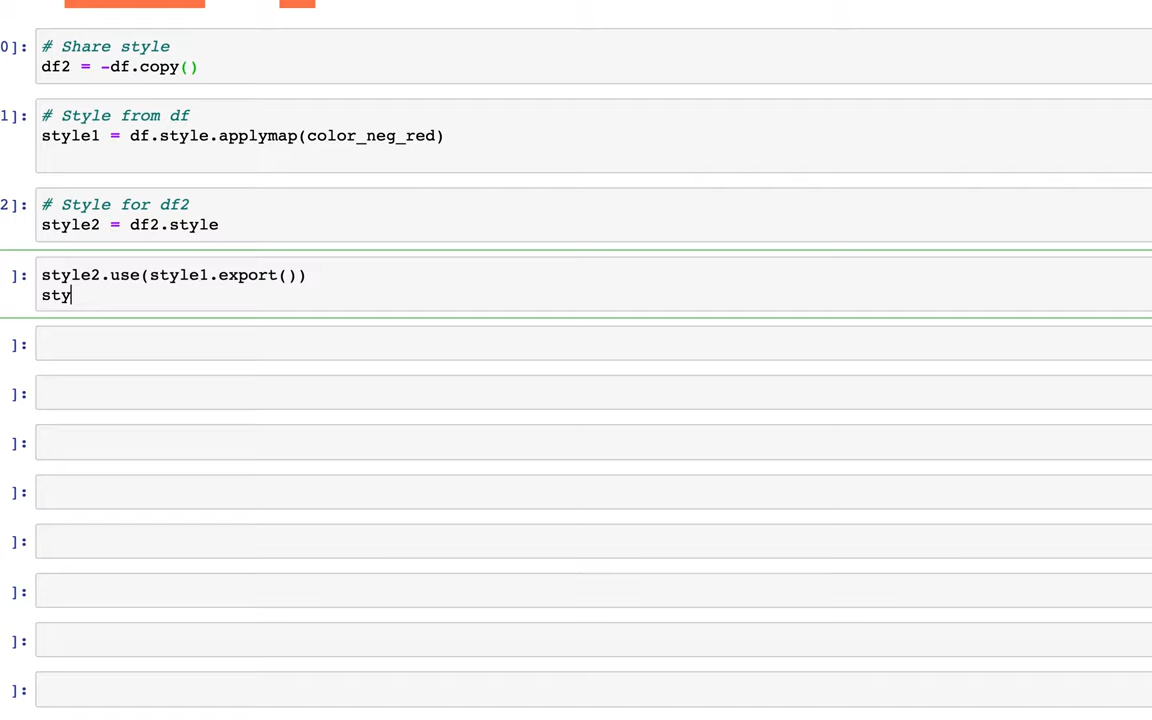 0]:
# Share style
df2 = -df.copy()
1]:
# Style from df
style1 = df.style.applymap(color_neg_red)
2]:
# Style for df2
style2 = df2.style
]:
style2.use(style1.export())
sty
]:
]:
]:
]:
]:
]:
]:
]: